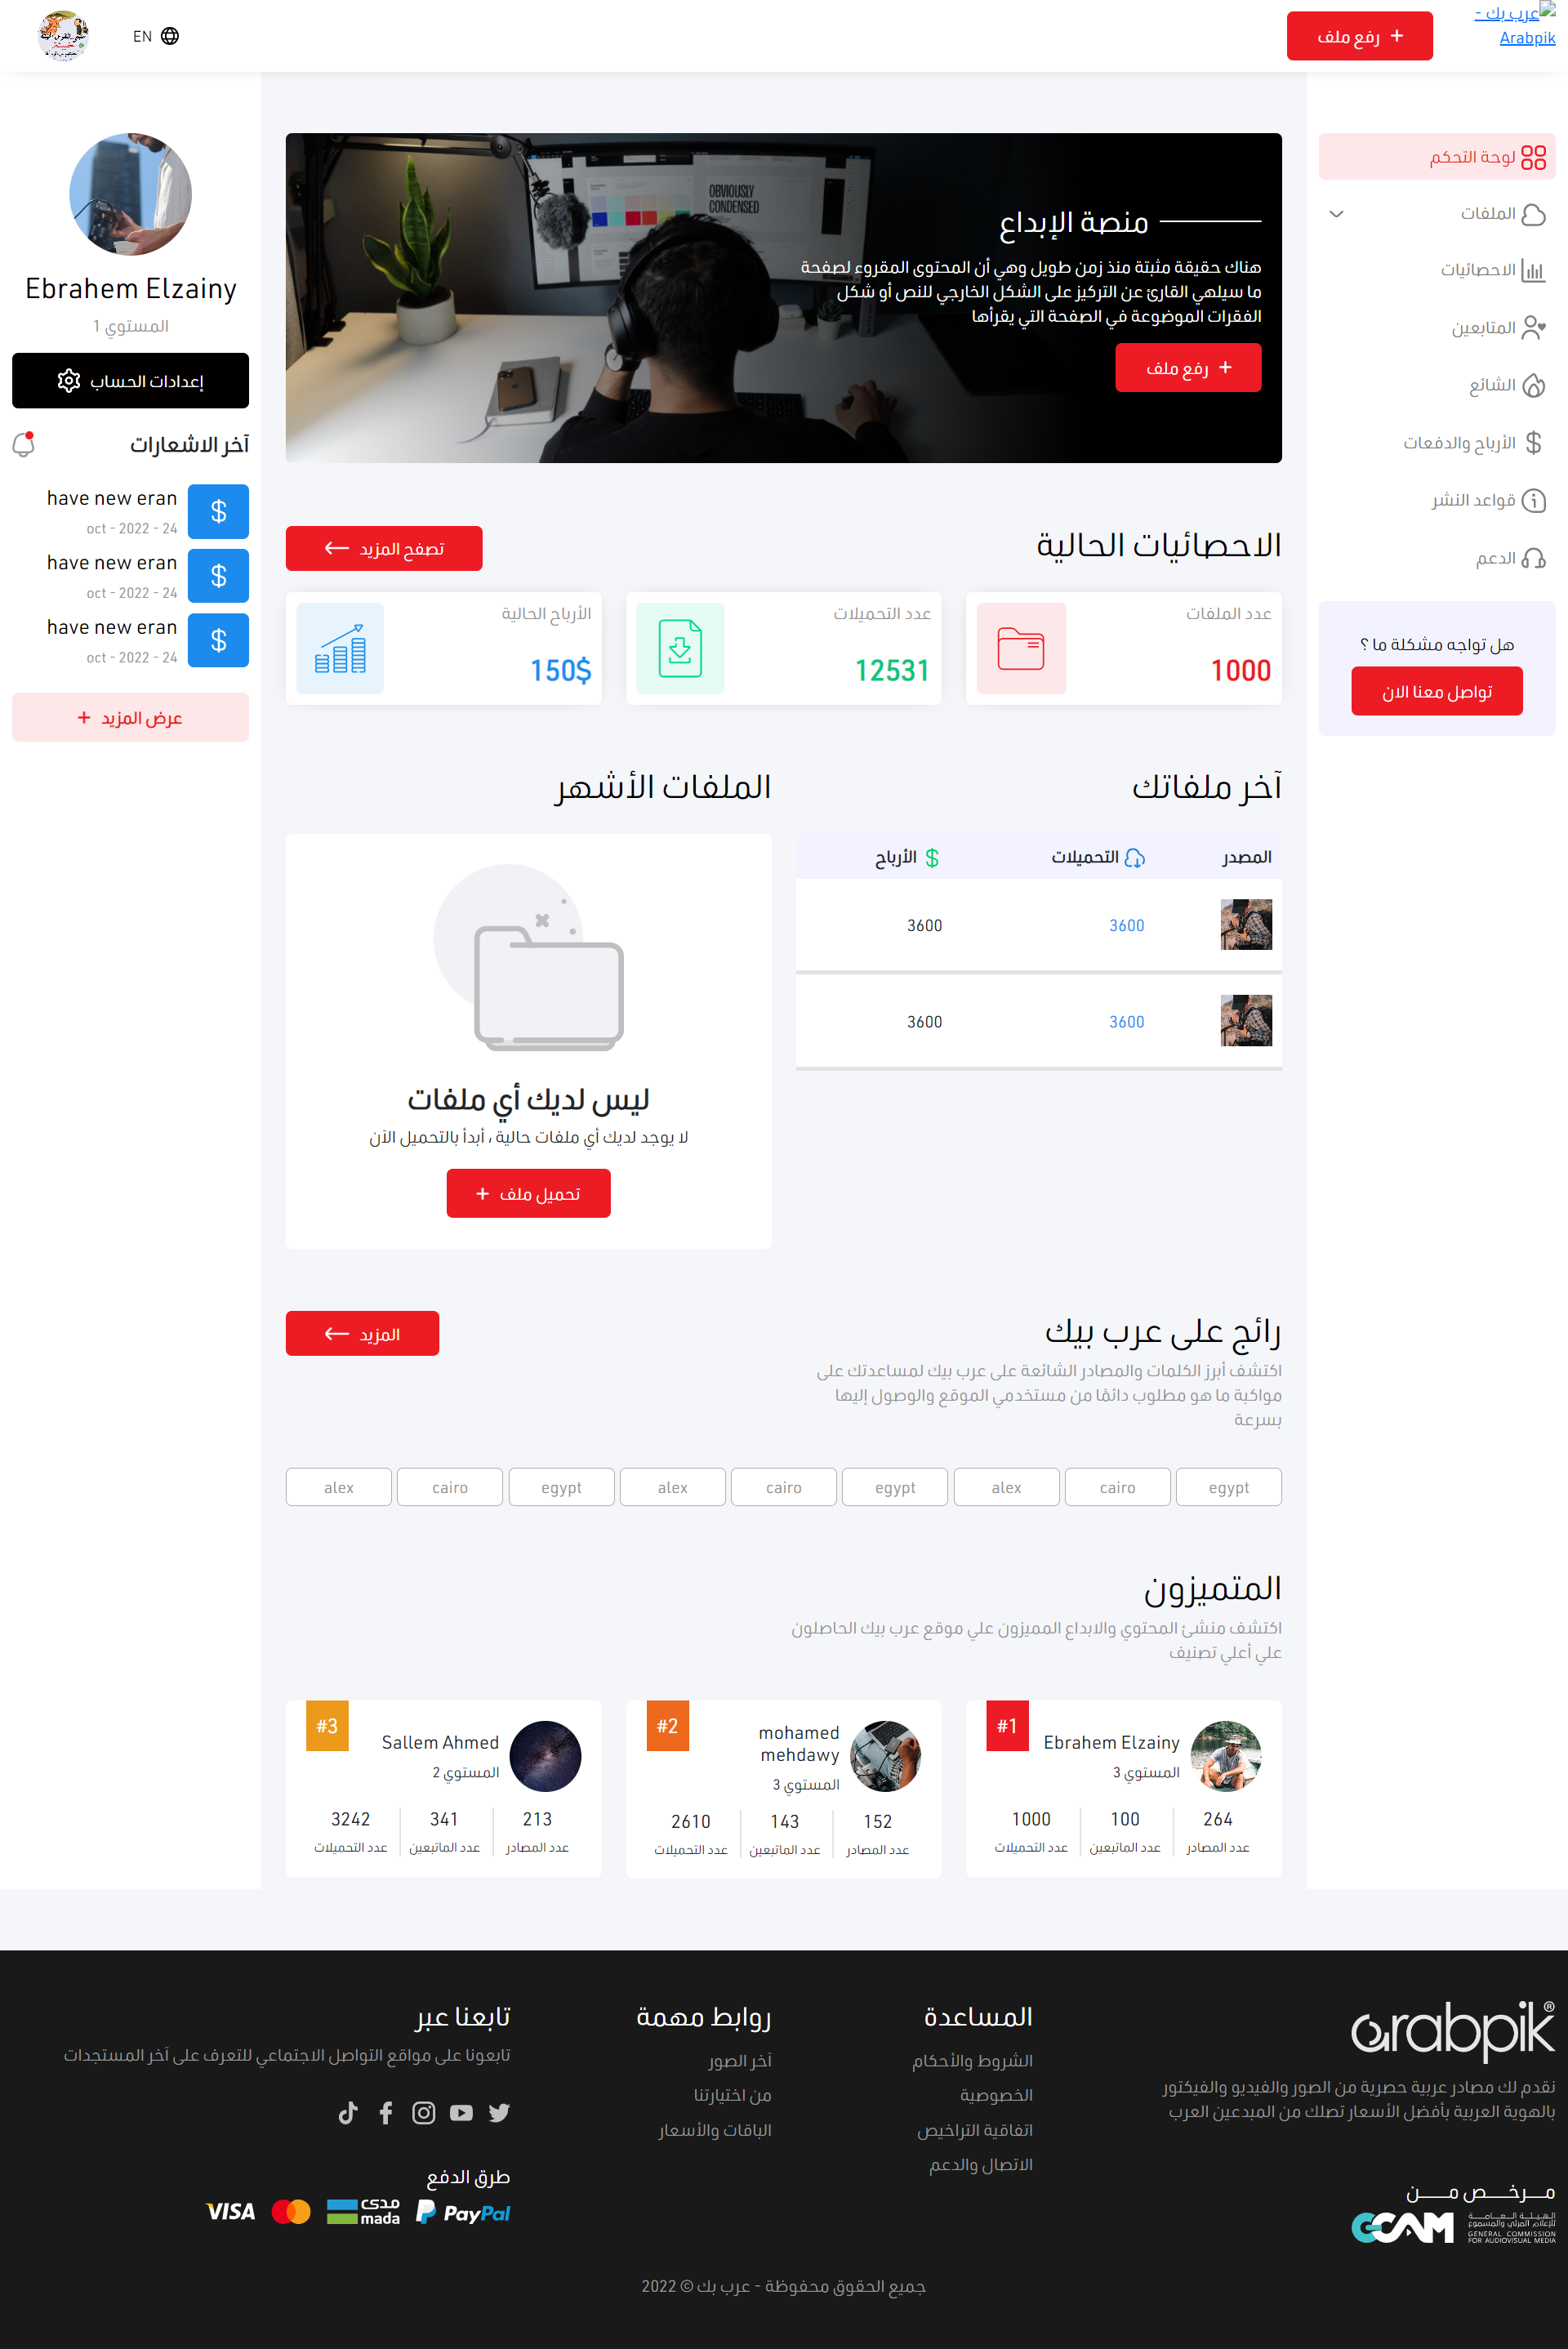 عرب بك -
Arabpik
+ رفع ملف
EN
لوحة التحكم
الملفات
الاحصائيات
المتابعين
الشائع
الأرباح والدفعات
قواعد النشر
الدعم
هل تواجه مشكلة ما ؟
تواصل معنا الان
OBVIOUSLY
CONDENSED
منصة الإبداع
هناك حقيقة مثبتة منذ زمن طويل وهي أن المحتوى المقروء لصفحة
ما سيلهي القارئ عن التركيز على الشكل الخارجي للنص أو شكل
الفقرات الموضوعة في الصفحة التي يقرأها
+ رفع ملف
الاحصائيات الحالية
تصفح المزيد
عدد الملفات
1000
عدد التحميلات
12531
الأرباح الحالية
150$
آخر ملفاتك
المصدر التحميلات الأرباح
3600 3600
3600 3600
الملفات الأشهر
ليس لديك أي ملفات
لا يوجد لديك أي ملفات حالية ، أبدأ بالتحميل الآن
تحميل ملف +
رائج على عرب بيك
المزيد
اكتشف أبرز الكلمات والمصادر الشائعة على عرب بيك لمساعدتك على
مواكبة ما هو مطلوب دائمًا من مستخدمي الموقع والوصول إليها
بسرعة
egypt cairo alex egypt cairo alex egypt cairo alex
المتميزون
اكتشف منشئ المحتوي والابداع المميزون علي موقع عرب بيك الحاصلون
علي أعلي تصنيف
#1
Ebrahem Elzainy
المستوي 3
264 100 1000
عدد المصادر عدد الماتبعين عدد التحميلات
#2
mohamed
mehdawy
المستوي 3
152 143 2610
عدد المصادر عدد الماتبعين عدد التحميلات
#3
Sallem Ahmed
المستوي 2
213 341 3242
عدد المصادر عدد الماتبعين عدد التحميلات
Ebrahem Elzainy
المستوي 1
إعدادات الحساب
آخر الاشعارات
$ have new eran
oct - 2022 - 24
$ have new eran
oct - 2022 - 24
$ have new eran
oct - 2022 - 24
عرض المزيد +
arabpik®
نقدم لك مصادر عربية حصرية من الصور والفيديو والفيكتور
بالهوية العربية بأفضل الأسعار تصلك من المبدعين العرب
مــرخــص مــن
الهيئة العامة
للإعلام المرئي والمسموع
GENERAL COMMISSION
FOR AUDIOVISUAL MEDIA
GCAM
المساعدة
الشروط والأحكام
الخصوصية
اتفاقية التراخيص
الاتصال والدعم
روابط مهمة
آخر الصور
من اختيارتنا
الباقات والأسعار
تابعنا عبر
تابعونا على مواقع التواصل الاجتماعي للتعرف على آخر المستجدات
طرق الدفع
PayPal
مدى
mada
VISA
جميع الحقوق محفوظة - عرب بك © 2022